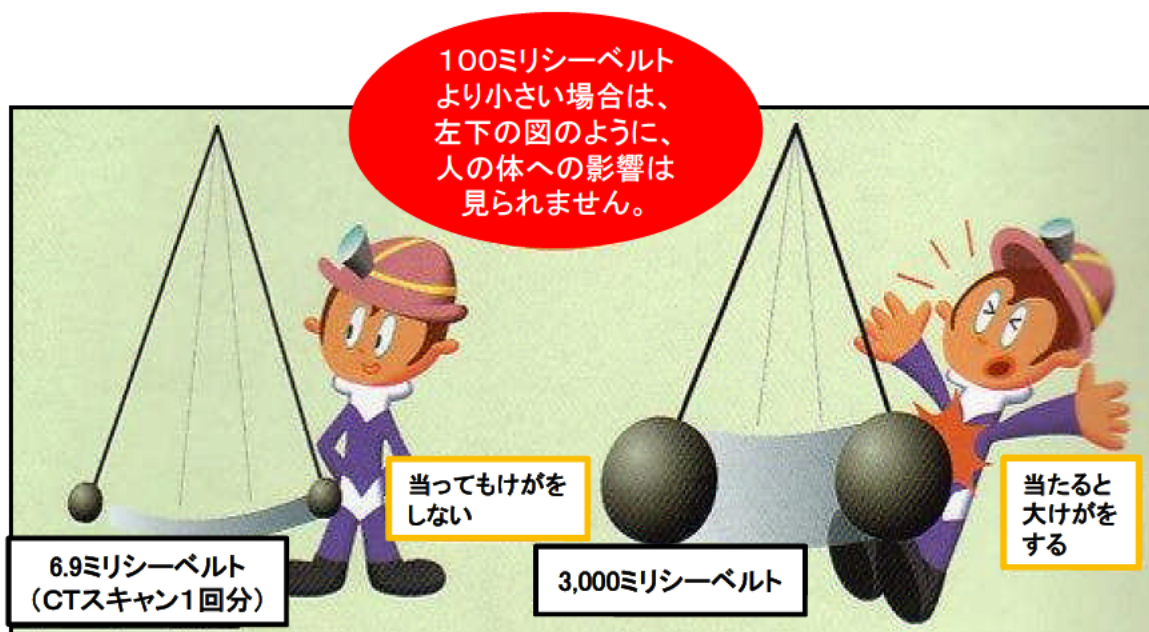 100ミリシーベルト
より小さい場合は、
左下の図のように、
人の体への影響は
見られません。
当ってもけがを
しない
6.9ミリシーベルト
（CTスキャン1回分）
当たると
大けがを
する
3,000ミリシーベルト